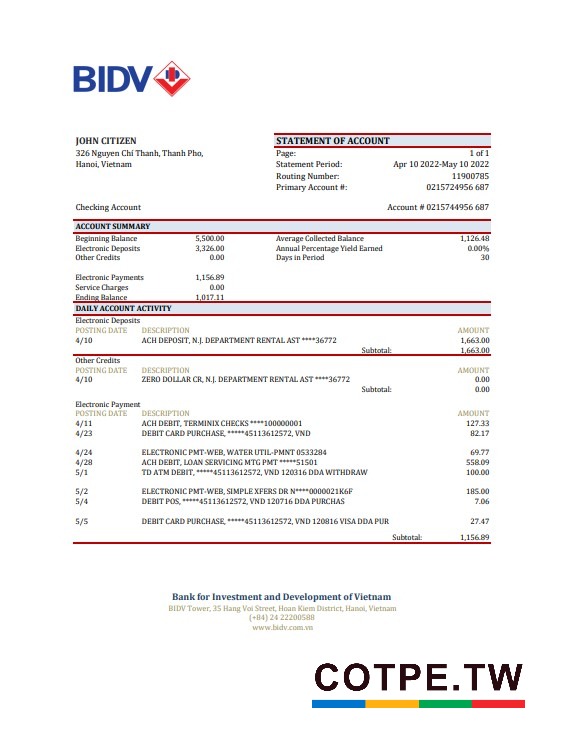 BIDV
JOHN CITIZEN
326 Nguyen Chí Thanh, Thanh Pho,
Hanoi, Vietnam
STATEMENT OF ACCOUNT
Page: 1 of 1
Statement Period: Apr 10 2022-May 10 2022
Routing Number: 11900785
Primary Account #: 0215724956 687
Checking Account Account # 0215744956 687
ACCOUNT SUMMARY
Beginning Balance 5,500.00 Average Collected Balance 1,126.48
Electronic Deposits 3,326.00 Annual Percentage Yield Earned 0.00%
Other Credits 0.00 Days in Period 30
Electronic Payments 1,156.89
Service Charges 0.00
Ending Balance 1,017.11
DAILY ACCOUNT ACTIVITY
Electronic Deposits
POSTING DATE DESCRIPTION AMOUNT
4/10 ACH DEPOSIT, N.J. DEPARTMENT RENTAL AST ****36772 1,663.00
Subtotal: 1,663.00
Other Credits
POSTING DATE DESCRIPTION AMOUNT
4/10 ZERO DOLLAR CR, N.J. DEPARTMENT RENTAL AST ****36772 0.00
Subtotal: 0.00
Electronic Payment
POSTING DATE DESCRIPTION AMOUNT
4/11 ACH DEBIT, TERMINIX CHECKS ****100000001 127.33
4/23 DEBIT CARD PURCHASE, *****45113612572, VND 82.17
4/24 ELECTRONIC PMT-WEB, WATER UTIL-PMNT 0533284 69.77
4/28 ACH DEBIT, LOAN SERVICING MTG PMT *****51501 558.09
5/1 TD ATM DEBIT, *****45113612572, VND 120316 DDA WITHDRAW 100.00
5/2 ELECTRONIC PMT-WEB, SIMPLE XFERS DR N****0000021K6F 185.00
5/4 DEBIT POS, *****45113612572, VND 120716 DDA PURCHAS 7.06
5/5 DEBIT CARD PURCHASE, *****45113612572, VND 120816 VISA DDA PUR 27.47
Subtotal: 1,156.89
Bank for Investment and Development of Vietnam
BIDV Tower, 35 Hang Voi Street, Hoan Kiem District, Hanoi, Vietnam
(+84) 24 22200588
www.bidv.com.vn
COTPE.TW